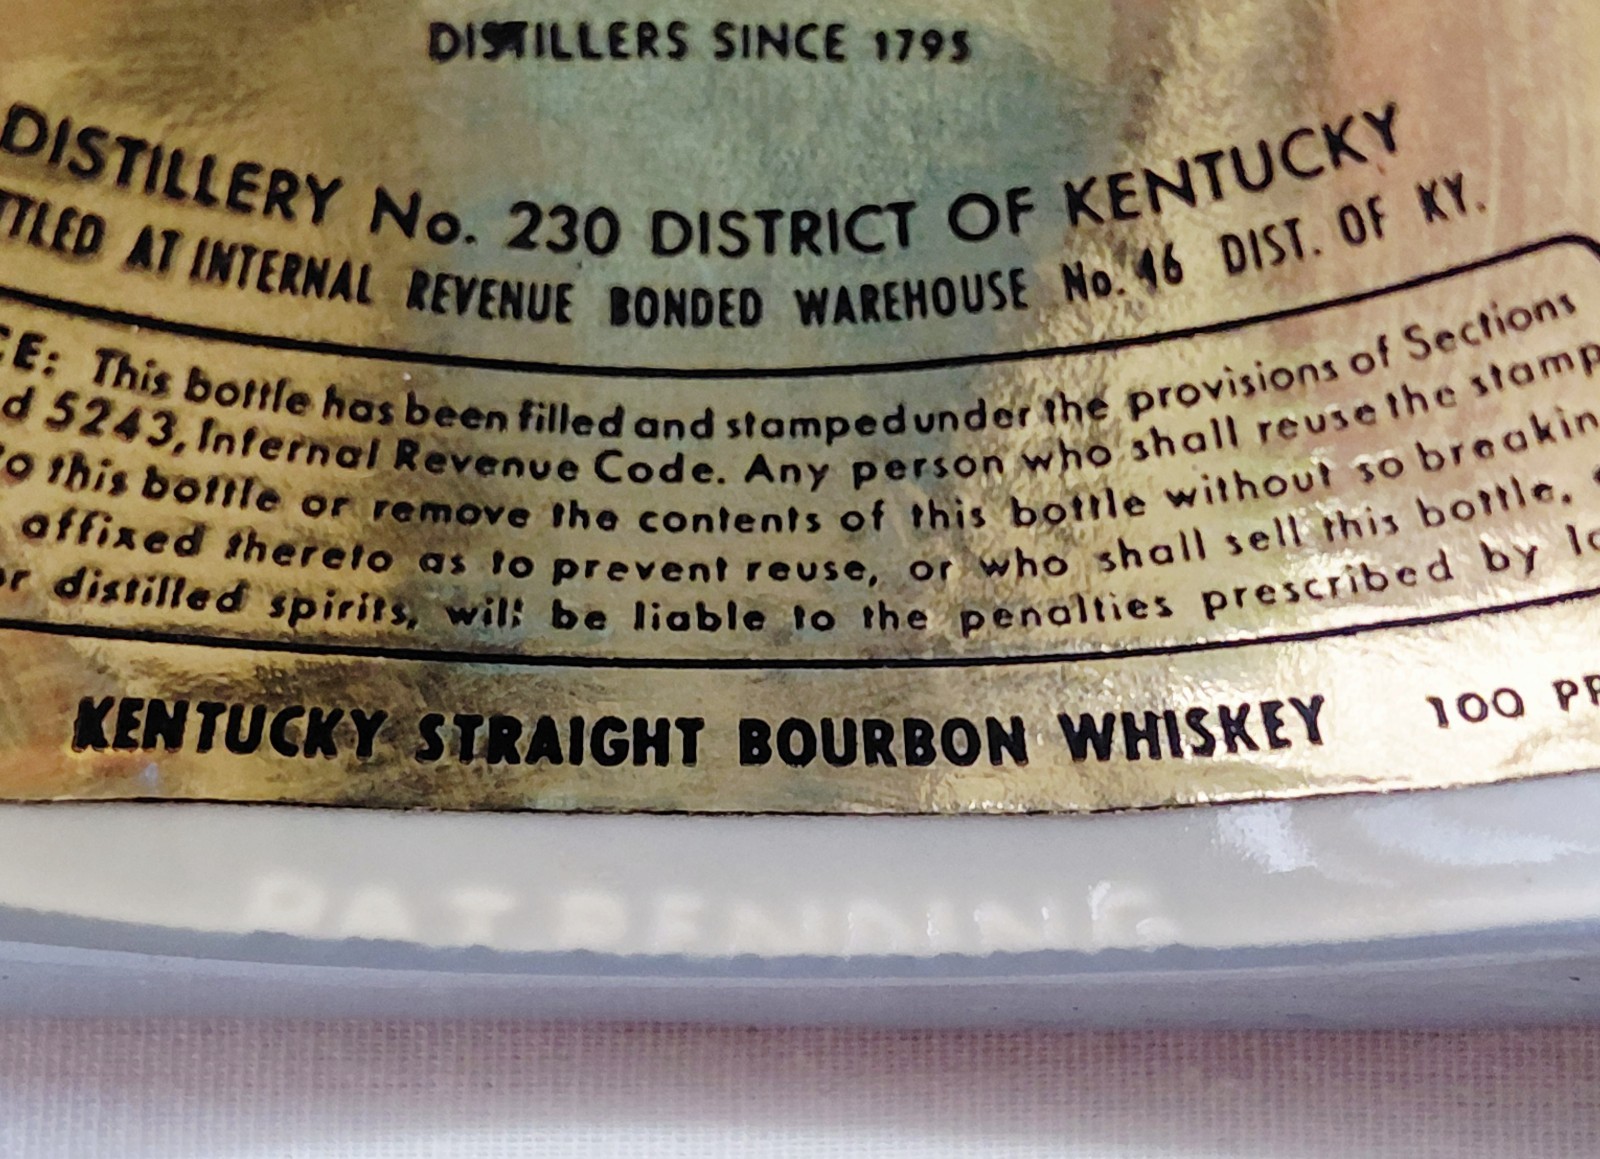 DISTILLERS SINCE 1795
DISTILLERY No. 230 DISTRICT OF KENTUCKY
TTLED AT INTERNAL REVENUE BONDED WAREHOUSE No. 46 DIST. OF KY.
CE: This bottle has been filled and stamped under the provisions of Sections
d 5243, Internal Revenue Code. Any person who shall reuse the stamp
to this bottle or remove the contents of this bottle without so breakin
affixed thereto as to prevent reuse, or who shall sell this bottle,
or distilled spirits, will be liable to the penalties prescribed by la
KENTUCKY STRAIGHT BOURBON WHISKEY 100 PR
PAT. PENDING